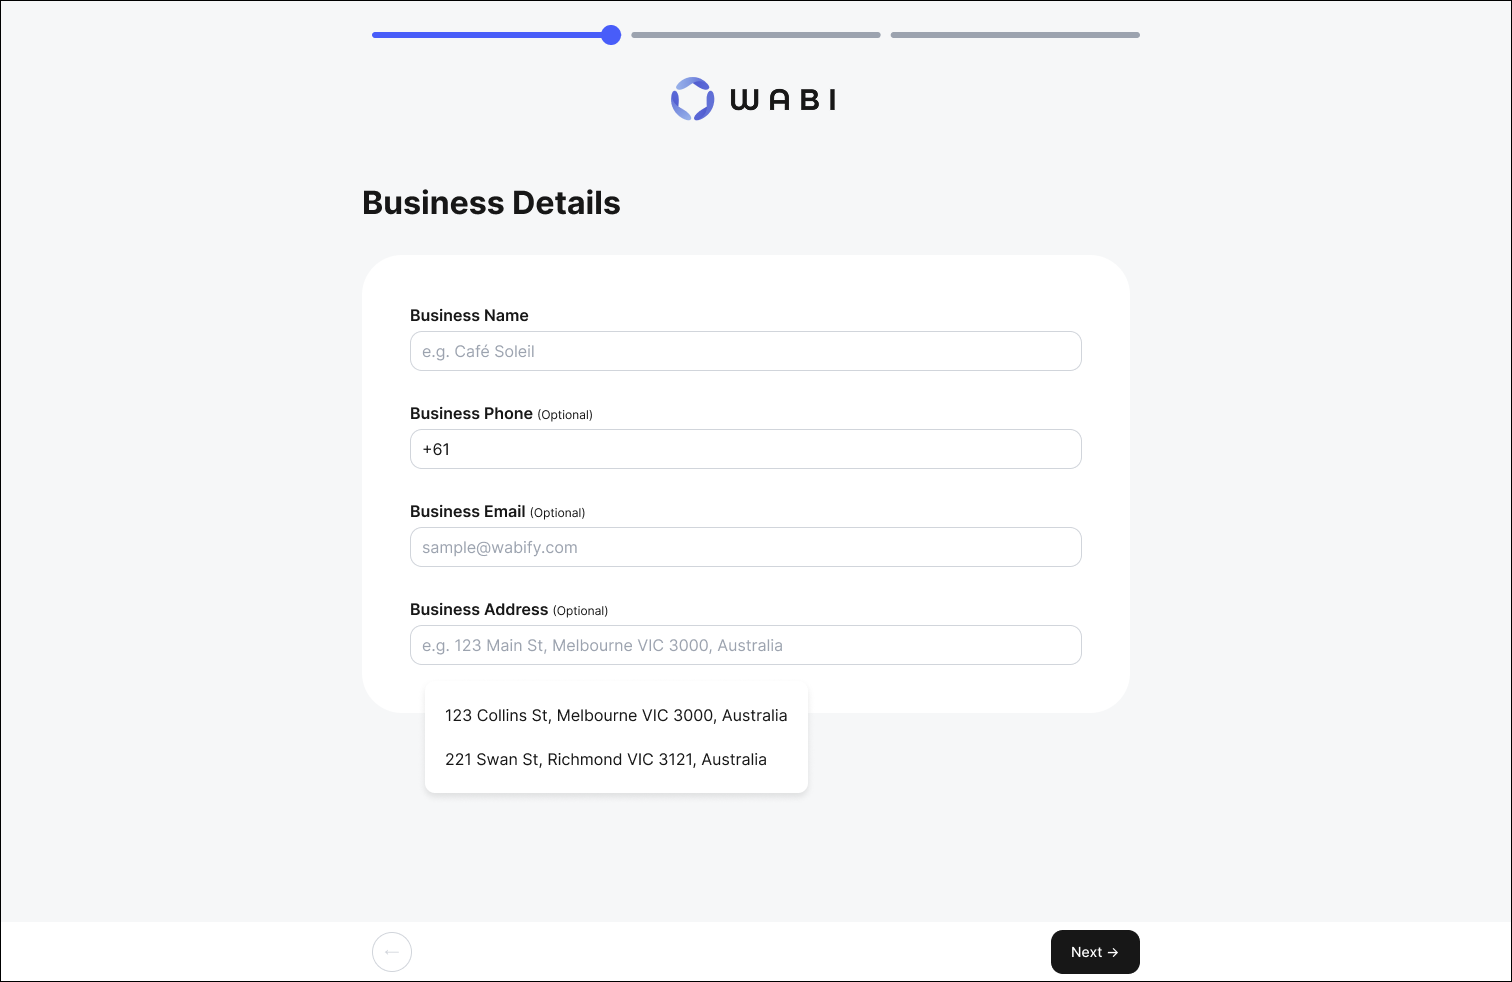 WABI
Business Details
Business Name
e.g. Café Soleil
Business Phone (Optional)
+61
Business Email (Optional)
sample@wabify.com
Business Address (Optional)
e.g. 123 Main St, Melbourne VIC 3000, Australia
123 Collins St, Melbourne VIC 3000, Australia
221 Swan St, Richmond VIC 3121, Australia
← Next →